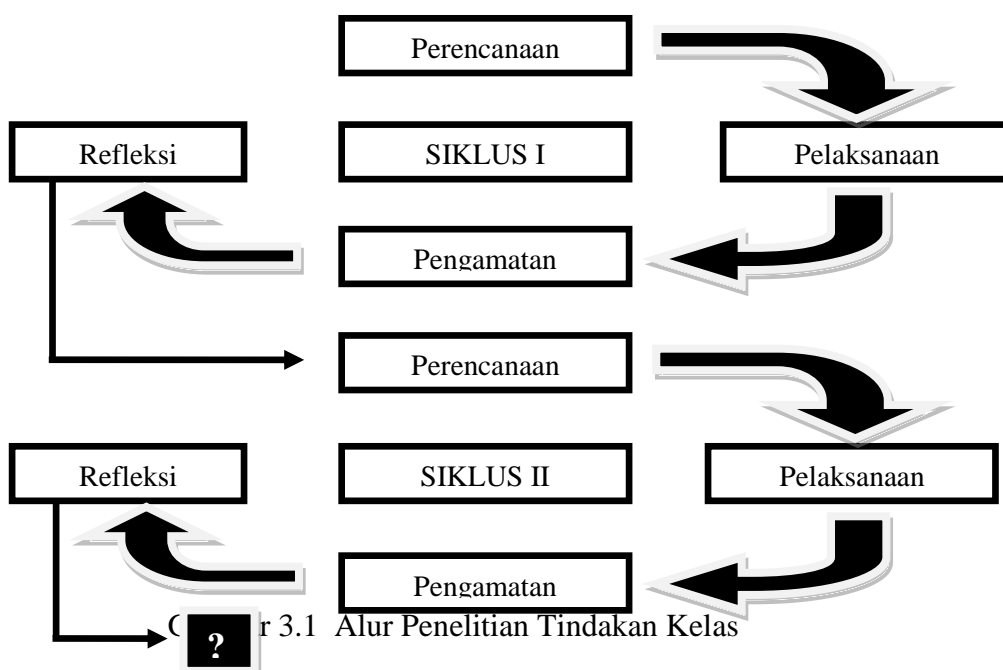 Perencanaan
Refleksi
SIKLUS I
Pelaksanaan
Pengamatan
Perencanaan
Refleksi
SIKLUS II
Pelaksanaan
Pengamatan
3.1 Alur Penelitian Tindakan Kelas
?